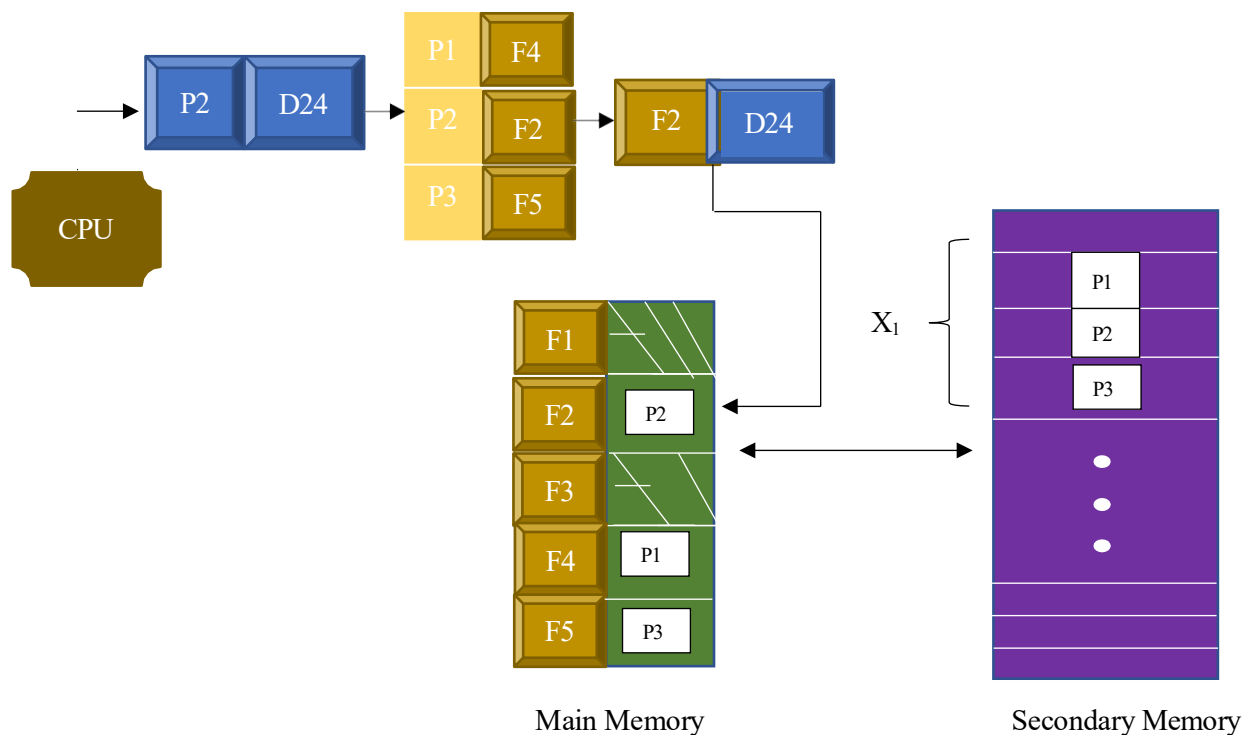 P2 D24
P1 F4
P2 F2
P3 F5
F2 D24
CPU
F1
F2 P2
F3
F4 P1
F5 P3
Main Memory
X₁
P1
P2
P3
Secondary Memory